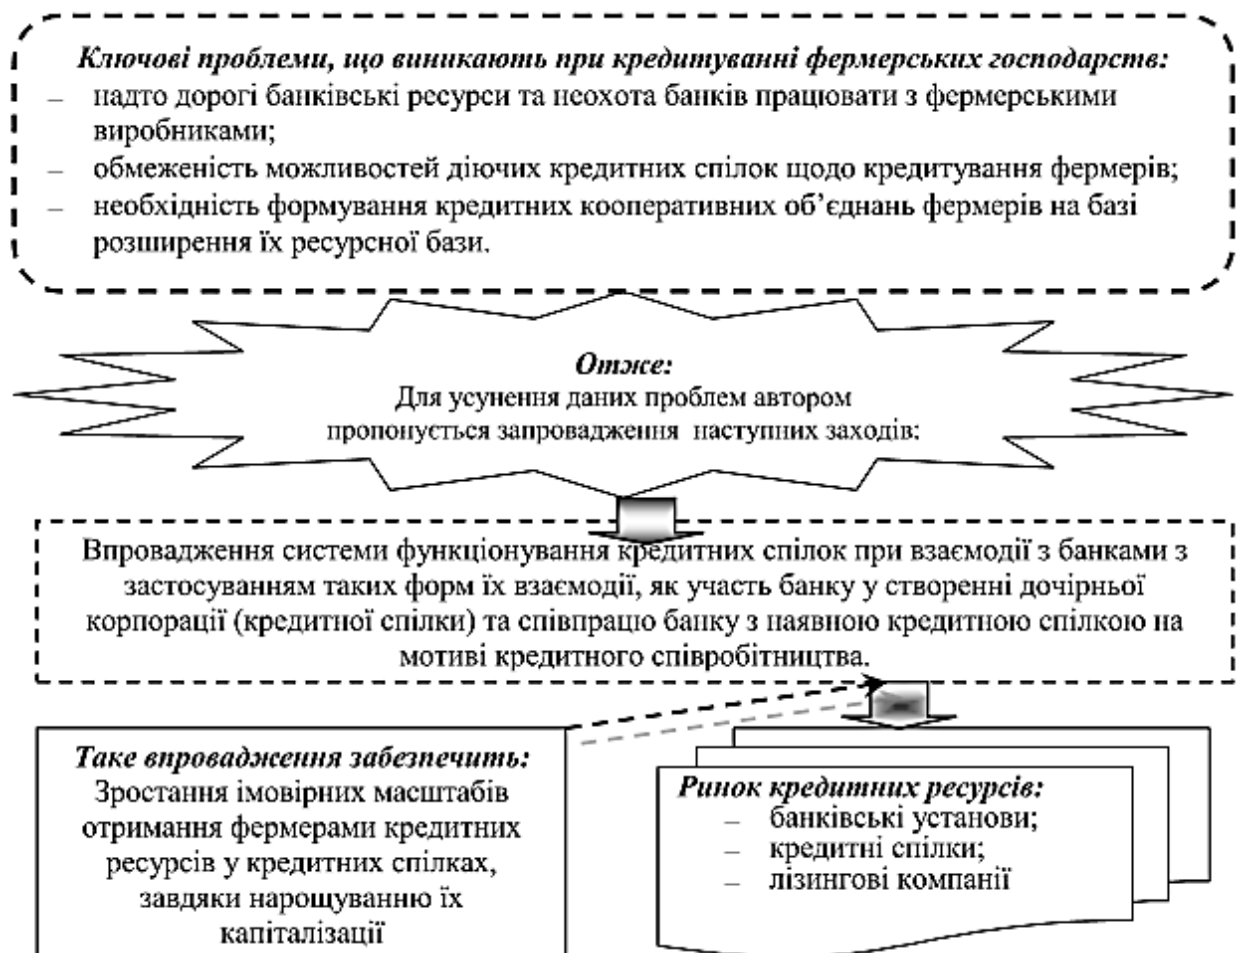 Ключові проблеми, що виникають при кредитуванні фермерських господарств:
– надто дорогі банківські ресурси та неохота банків працювати з фермерськими
виробниками;
– обмеженість можливостей діючих кредитних спілок щодо кредитування фермерів;
– необхідність формування кредитних кооперативних об’єднань фермерів на базі
розширення їх ресурсної бази.
Отже:
Для усунення даних проблем автором
пропонується запровадження наступних заходів:
Впровадження системи функціонування кредитних спілок при взаємодії з банками з
застосуванням таких форм їх взаємодії, як участь банку у створенні дочірньої
корпорації (кредитної спілки) та співпрацю банку з наявною кредитною спілкою на
мотиві кредитного співробітництва.
Таке впровадження забезпечить:
Зростання імовірних масштабів
отримання фермерами кредитних
ресурсів у кредитних спілках,
завдяки нарощуванню їх
капіталізації
Ринок кредитних ресурсів:
– банківські установи;
– кредитні спілки;
– лізингові компанії